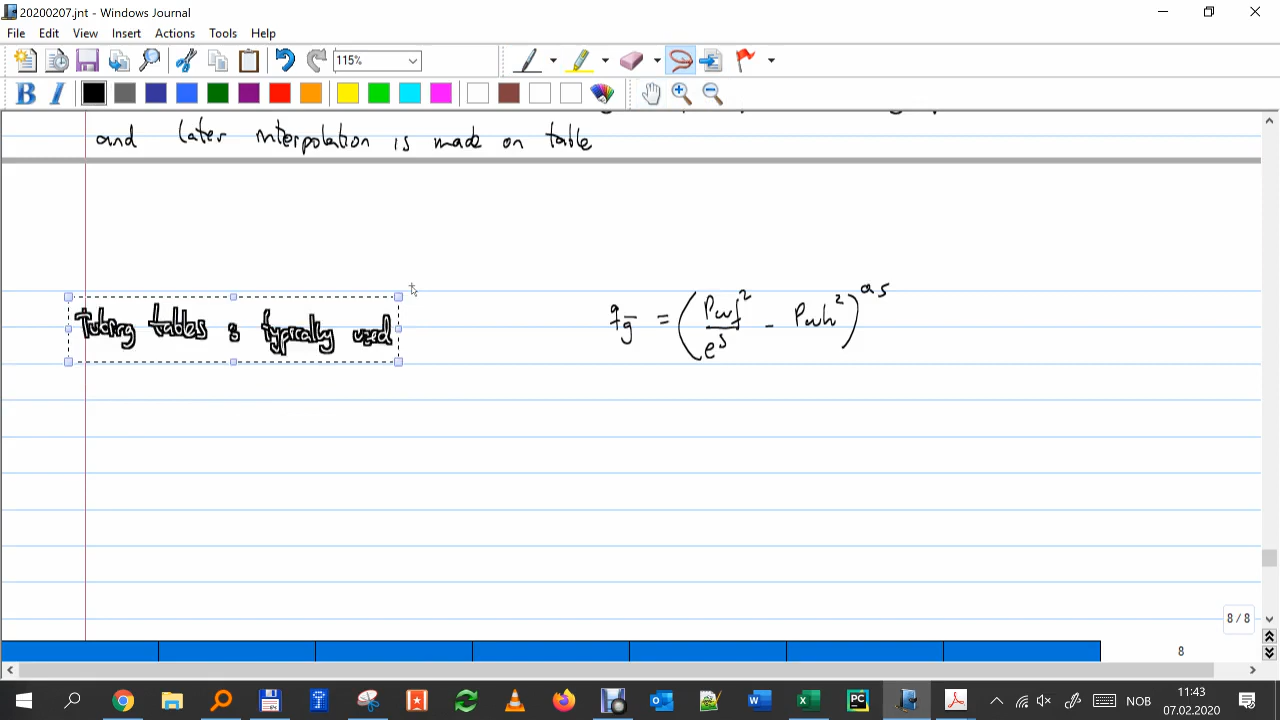 20200207.jnt - Windows Journal
File Edit View Insert Actions Tools Help
115%
B I
and later interpolation is made on table
Tubing tables is typically used
qg̅ = (Pwf²/e^s - Pwh²)^0.5
8 / 8
8
NOB
11:43
07.02.2020